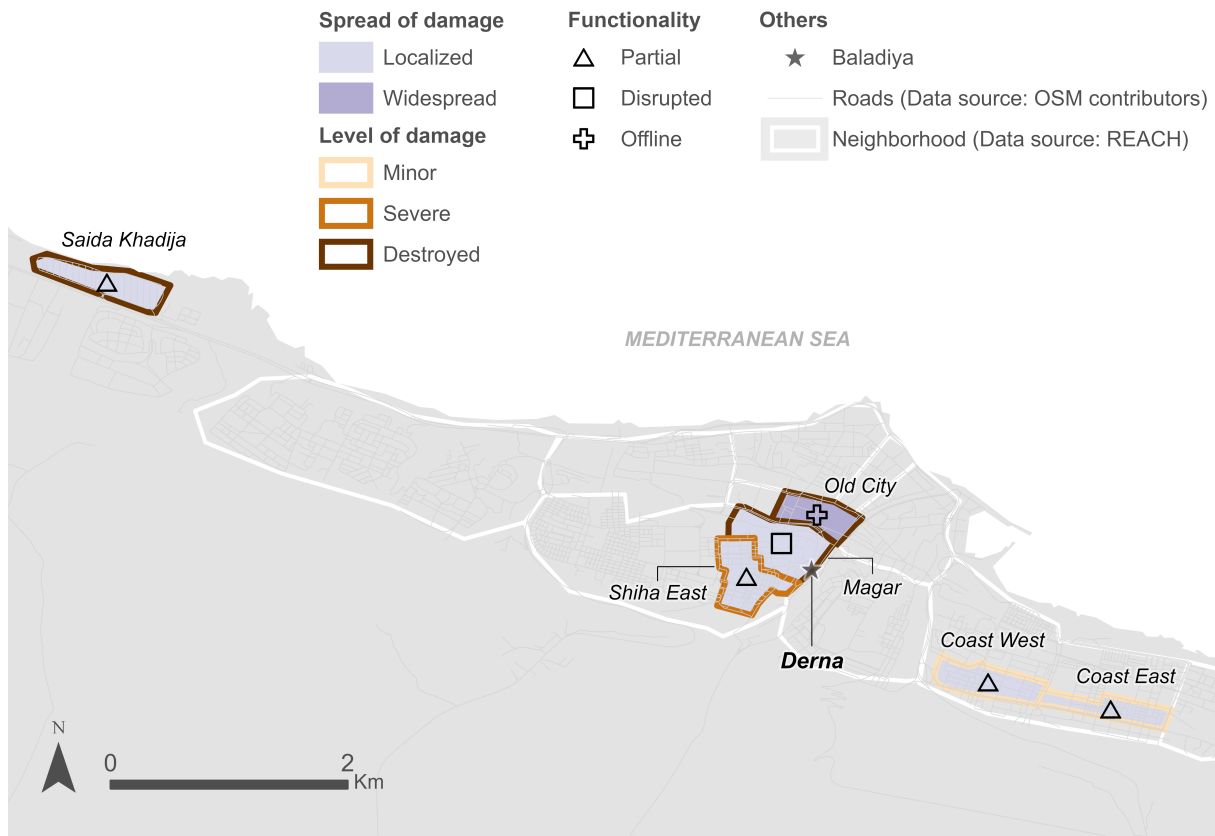 Spread of damage
Localized
Widespread
Level of damage
Minor
Severe
Destroyed
Functionality
Partial
Disrupted
Offline
Others
Baladiya
Roads (Data source: OSM contributors)
Neighborhood (Data source: REACH)
Saida Khadija
MEDITERRANEAN SEA
Old City
Shiha East
Magar
Derna
Coast West
Coast East
N
0 2
Km